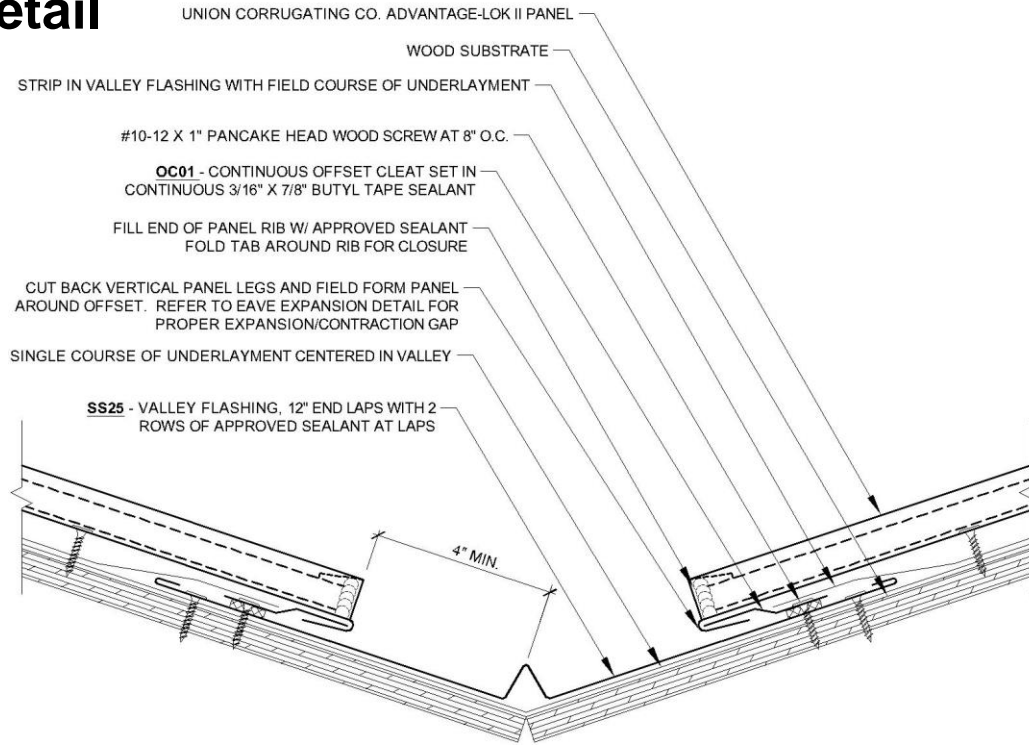 etail
UNION CORRUGATING CO. ADVANTAGE-LOK II PANEL
WOOD SUBSTRATE
STRIP IN VALLEY FLASHING WITH FIELD COURSE OF UNDERLAYMENT
#10-12 X 1" PANCAKE HEAD WOOD SCREW AT 8" O.C.
OC01 - CONTINUOUS OFFSET CLEAT SET IN
CONTINUOUS 3/16" X 7/8" BUTYL TAPE SEALANT
FILL END OF PANEL RIB W/ APPROVED SEALANT
FOLD TAB AROUND RIB FOR CLOSURE
CUT BACK VERTICAL PANEL LEGS AND FIELD FORM PANEL
AROUND OFFSET. REFER TO EAVE EXPANSION DETAIL FOR
PROPER EXPANSION/CONTRACTION GAP
SINGLE COURSE OF UNDERLAYMENT CENTERED IN VALLEY
SS25 - VALLEY FLASHING, 12" END LAPS WITH 2
ROWS OF APPROVED SEALANT AT LAPS
4" MIN.